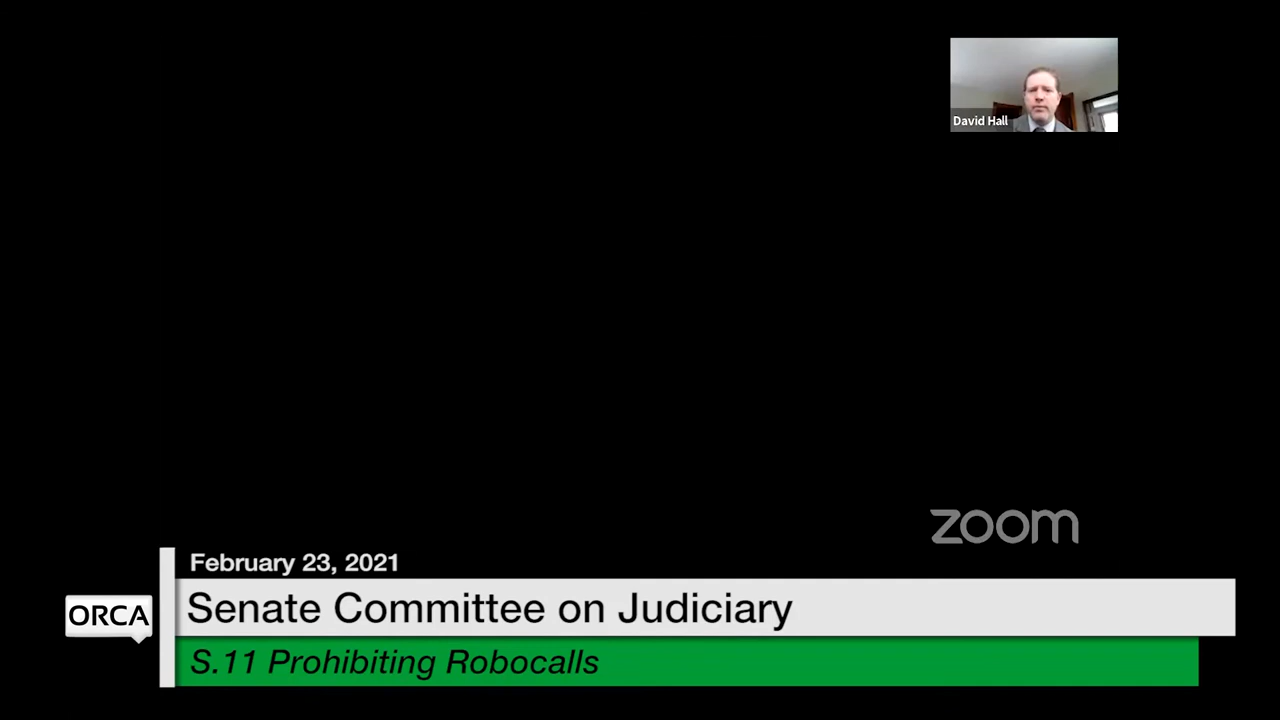 David Hall
zoom
February 23, 2021
Senate Committee on Judiciary
ORCA
S.11 Prohibiting Robocalls